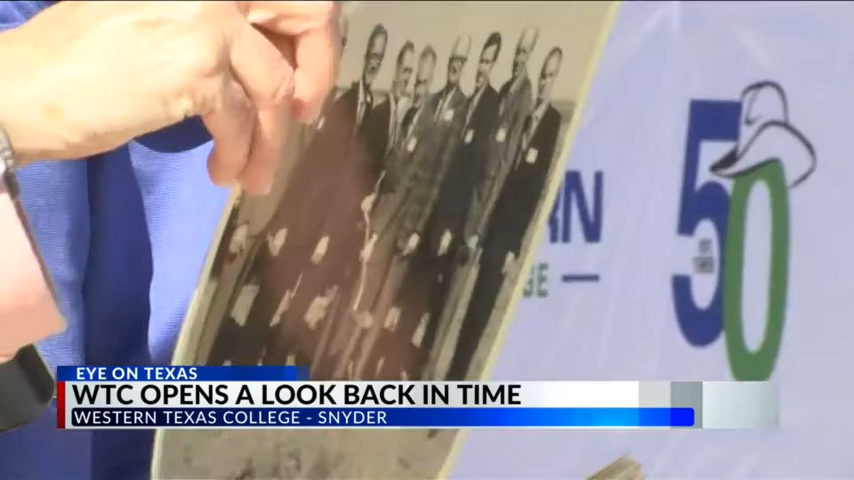 RN
GE
50
EYE ON TEXAS
WTC OPENS A LOOK BACK IN TIME
WESTERN TEXAS COLLEGE - SNYDER